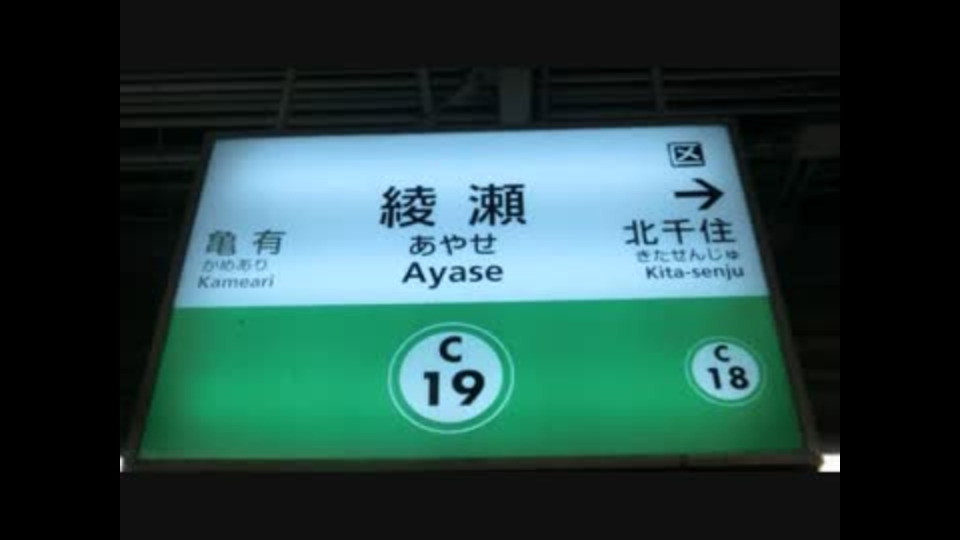 区
→
綾瀬
あやせ
Ayase
亀有
かめあり
Kameari
北千住
きたせんじゅ
Kita-senju
C
19
C
18